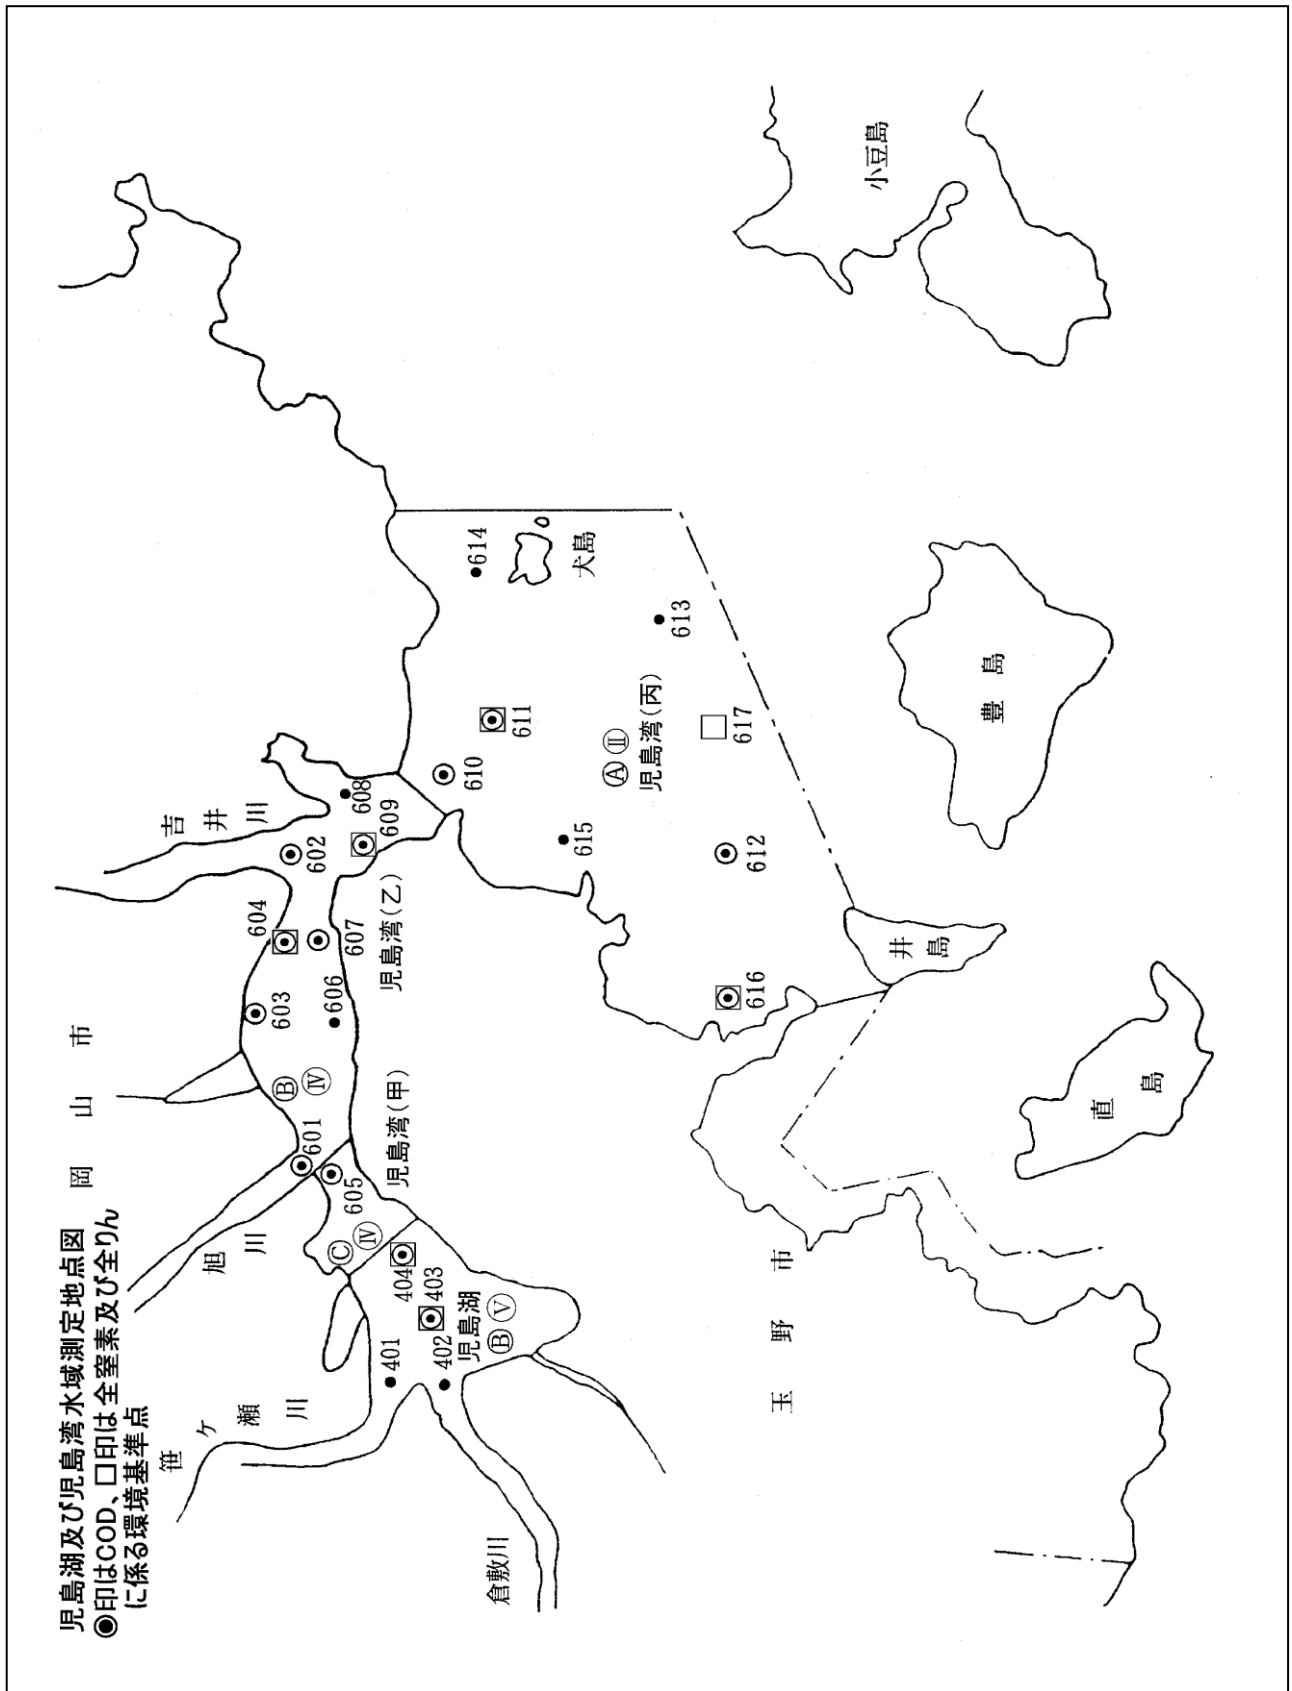 児島湖及び児島湾水域測定地点図
◉印はCOD、□印は全窒素及び全りん
に係る環境基準点
岡山市
笹ケ瀬川
旭川
吉井川
倉敷川
玉野市
児島湖
Ⓑ Ⓥ
401
402
403
404
児島湾(甲)
Ⓒ Ⅳ
605
601
児島湾(乙)
Ⓑ Ⅳ
603
604
606
607
602
608
609
児島湾(丙)
Ⓐ Ⅱ
610
611
612
613
614
615
616
617
犬島
小豆島
豊島
井島
直島